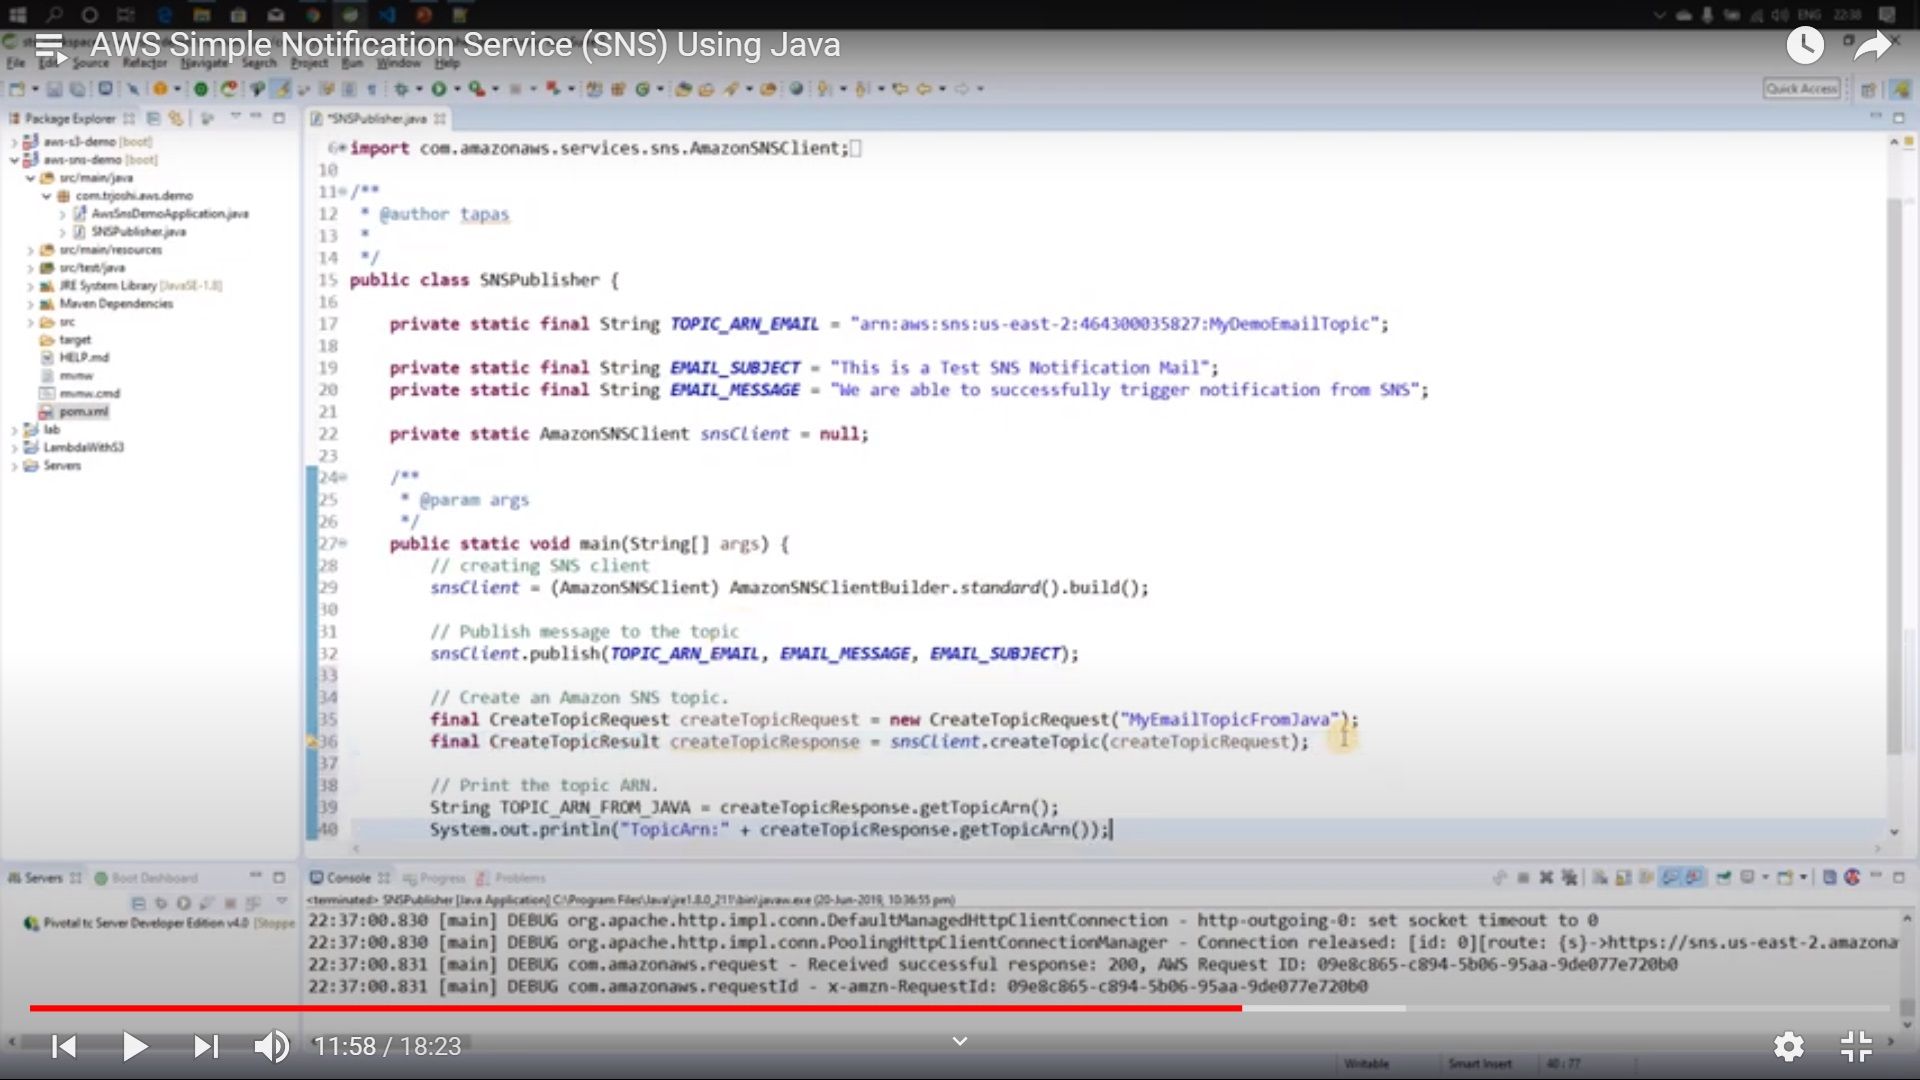 ENG 22:38
AWS Simple Notification Service (SNS) Using Java
File Edit Source Refactor Navigate Search Project Run Window Help
Quick Access
Package Explorer
aws-s3-demo [boot]
aws-sns-demo [boot]
src/main/java
com.trjoshi.aws.demo
AwsSnsDemoApplication.java
SNSPublisher.java
src/main/resources
src/test/java
JRE System Library [JavaSE-1.8]
Maven Dependencies
src
target
HELP.md
mvnw
mvnw.cmd
pom.xml
lab
LambdaWithS3
Servers
*SNSPublisher.java
6 import com.amazonaws.services.sns.AmazonSNSClient;
10
11 /**
12 * @author tapas
13 *
14 */
15 public class SNSPublisher {
16
17 private static final String TOPIC_ARN_EMAIL = "arn:aws:sns:us-east-2:464300035827:MyDemoEmailTopic";
18
19 private static final String EMAIL_SUBJECT = "This is a Test SNS Notification Mail";
20 private static final String EMAIL_MESSAGE = "We are able to successfully trigger notification from SNS";
21
22 private static AmazonSNSClient snsClient = null;
23
24 /**
25 * @param args
26 */
27 public static void main(String[] args) {
28 // creating SNS client
29 snsClient = (AmazonSNSClient) AmazonSNSClientBuilder.standard().build();
30
31 // Publish message to the topic
32 snsClient.publish(TOPIC_ARN_EMAIL, EMAIL_MESSAGE, EMAIL_SUBJECT);
33
34 // Create an Amazon SNS topic.
35 final CreateTopicRequest createTopicRequest = new CreateTopicRequest("MyEmailTopicFromJava");
36 final CreateTopicResult createTopicResponse = snsClient.createTopic(createTopicRequest);
37
38 // Print the topic ARN.
39 String TOPIC_ARN_FROM_JAVA = createTopicResponse.getTopicArn();
40 System.out.println("TopicArn:" + createTopicResponse.getTopicArn());
Servers Boot Dashboard
Pivotal tc Server Developer Edition v4.0 [Stoppe
Console Progress Problems
<terminated> SNSPublisher [Java Application] C:\Program Files\Java\jre1.8.0_211\bin\javaw.exe (20-Jun-2019, 10:36:55 pm)
22:37:00.830 [main] DEBUG org.apache.http.impl.conn.DefaultManagedHttpClientConnection - http-outgoing-0: set socket timeout to 0
22:37:00.830 [main] DEBUG org.apache.http.impl.conn.PoolingHttpClientConnectionManager - Connection released: [id: 0][route: {s}->https://sns.us-east-2.amazona
22:37:00.831 [main] DEBUG com.amazonaws.request - Received successful response: 200, AWS Request ID: 09e8c865-c894-5b06-95aa-9de077e720b0
22:37:00.831 [main] DEBUG com.amazonaws.requestId - x-amzn-RequestId: 09e8c865-c894-5b06-95aa-9de077e720b0
11:58 / 18:23
Writable Smart Insert 40:77